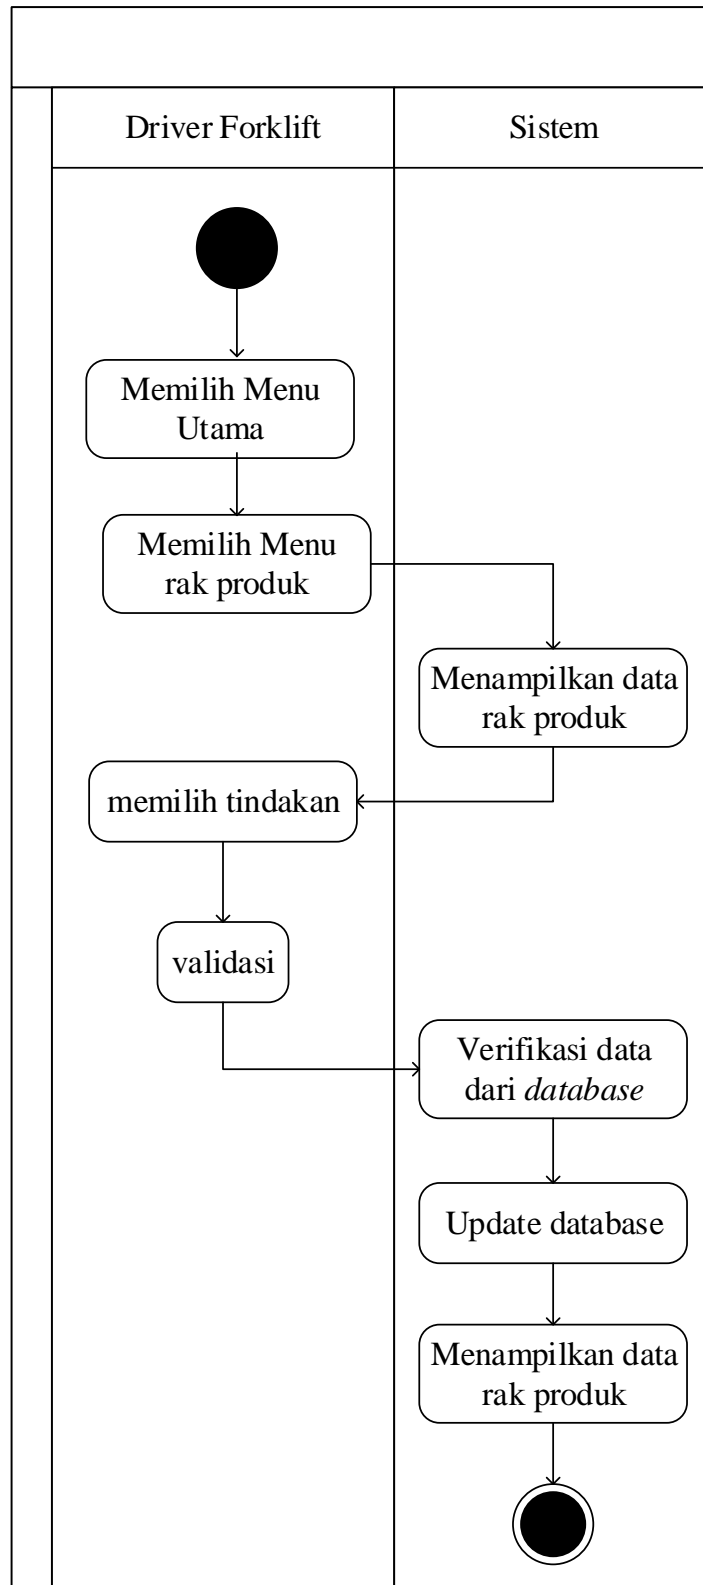 Driver Forklift
Sistem
Memilih Menu
Utama
Memilih Menu
rak produk
Menampilkan data
rak produk
memilih tindakan
validasi
Verifikasi data
dari database
Update database
Menampilkan data
rak produk